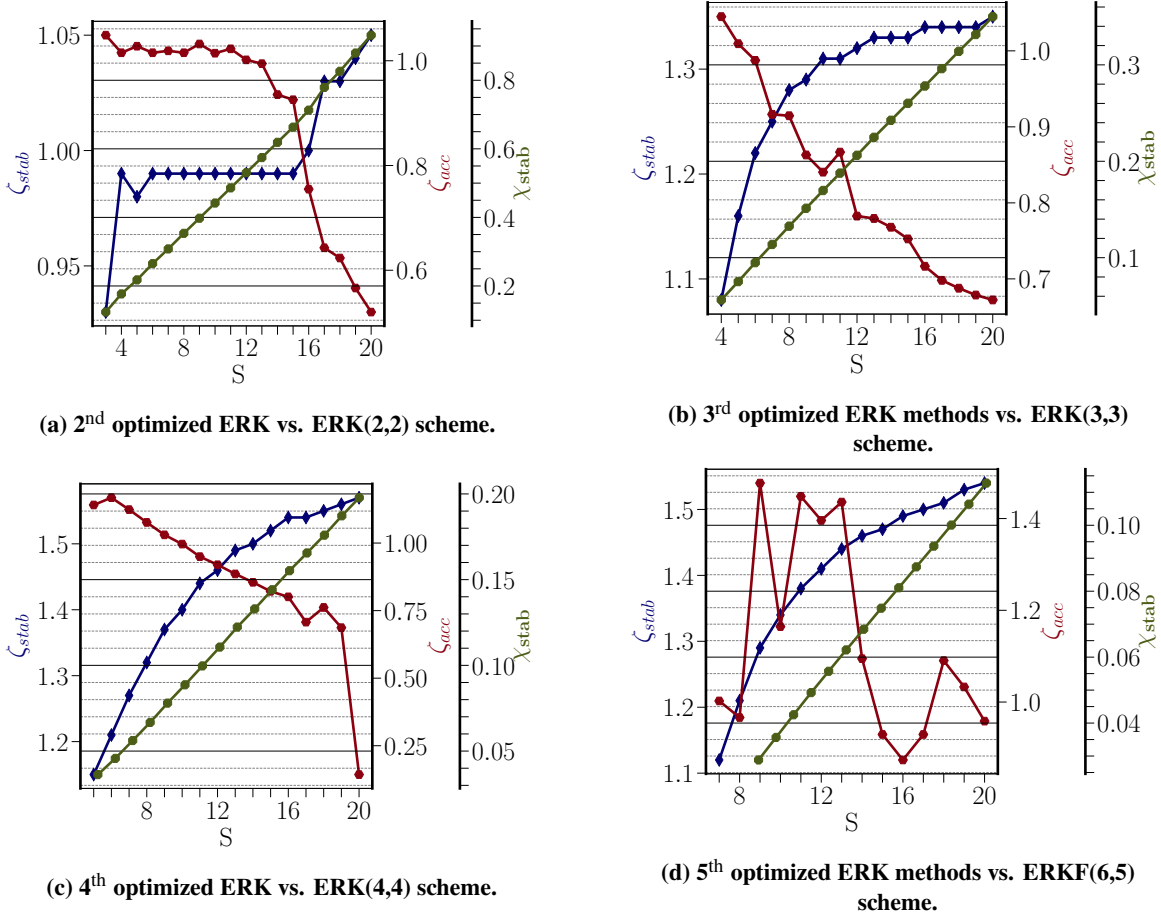 1.05
1.00
0.95
ζstab
1.0
0.8
0.6
ζacc
0.8
0.6
0.4
0.2
χstab
4 8 12 16 20
S
(a) 2nd optimized ERK vs. ERK(2,2) scheme.
1.3
1.2
1.1
ζstab
1.0
0.9
0.8
0.7
ζacc
0.3
0.2
0.1
χstab
4 8 12 16 20
S
(b) 3rd optimized ERK methods vs. ERK(3,3)
scheme.
1.5
1.4
1.3
1.2
ζstab
1.00
0.75
0.50
0.25
ζacc
0.20
0.15
0.10
0.05
χstab
8 12 16 20
S
(c) 4th optimized ERK vs. ERK(4,4) scheme.
1.5
1.4
1.3
1.2
1.1
ζstab
1.4
1.2
1.0
ζacc
0.10
0.08
0.06
0.04
χstab
8 12 16 20
S
(d) 5th optimized ERK methods vs. ERKF(6,5)
scheme.